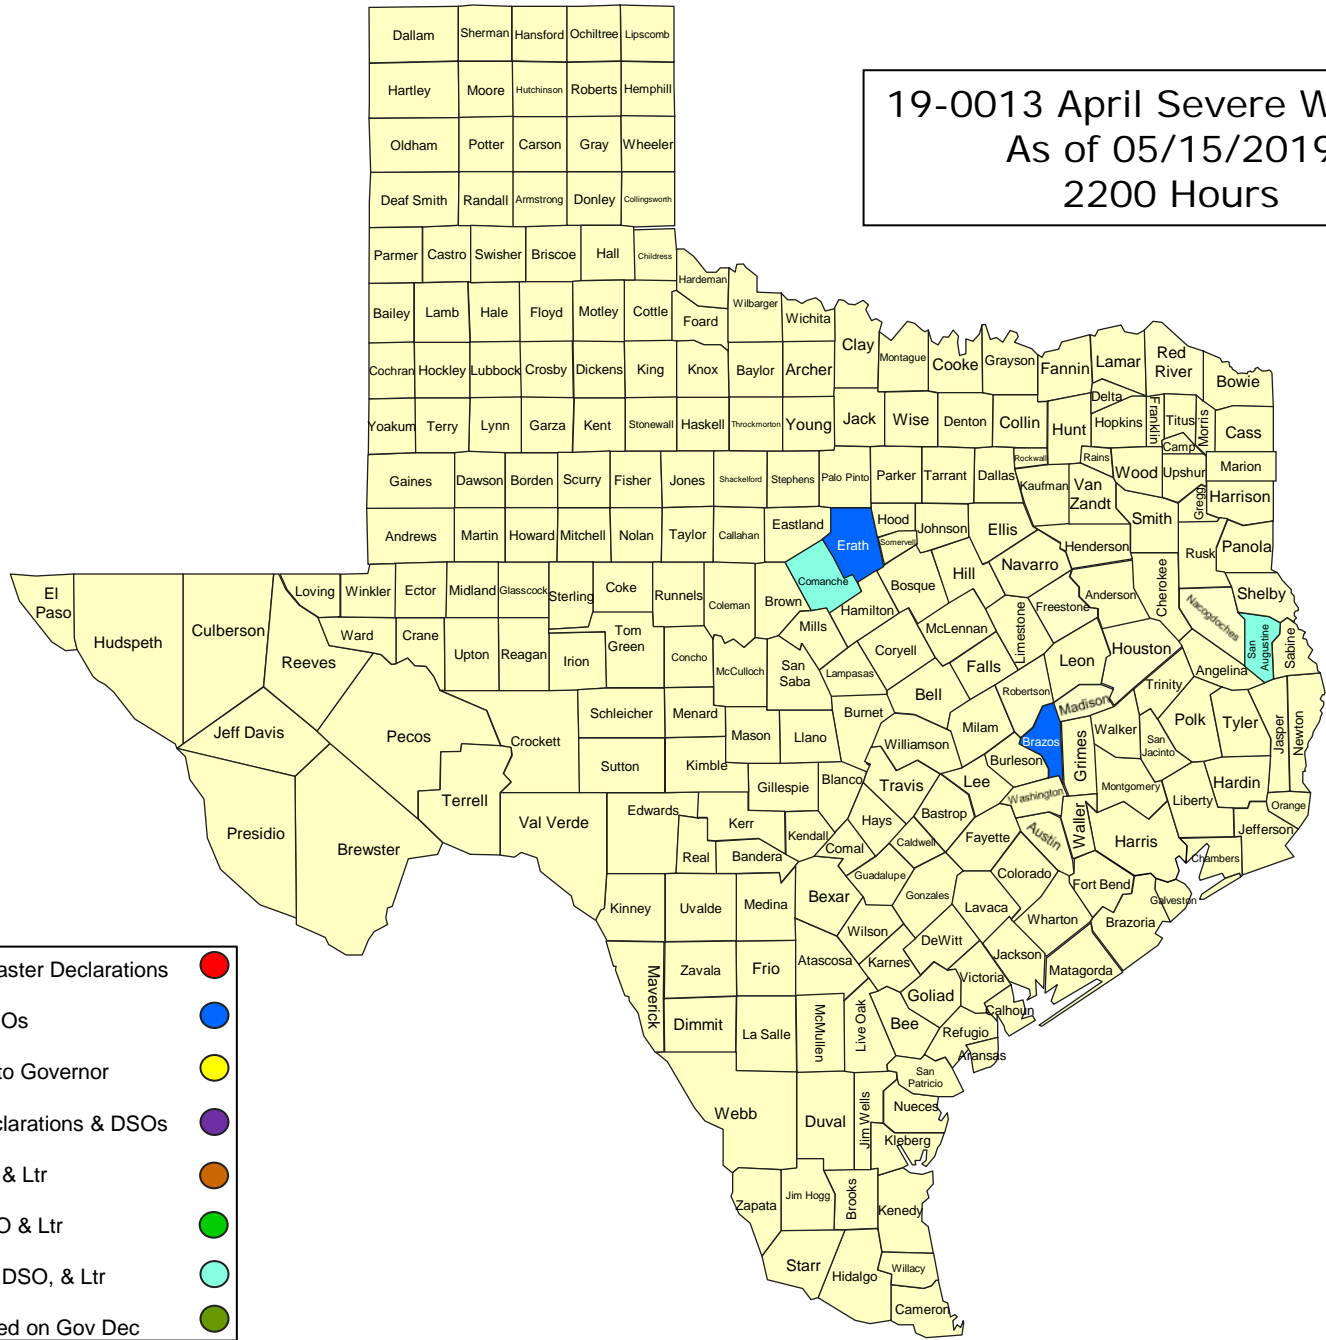 Dallam Sherman Hansford Ochiltree Lipscomb
Hartley Moore Hutchinson Roberts Hemphill
Oldham Potter Carson Gray Wheeler
Deaf Smith Randall Armstrong Donley Collingsworth
Parmer Castro Swisher Briscoe Hall Childress
Hardeman
Bailey Lamb Hale Floyd Motley Cottle Foard Wilbarger Wichita
Clay Montague Cooke Grayson Fannin Lamar Red
River Bowie
Cochran Hockley Lubbock Crosby Dickens King Knox Baylor Archer
Delta
Yoakum Terry Lynn Garza Kent Stonewall Haskell Throckmorton Young Jack Wise Denton Collin Hunt Hopkins Franklin Titus Morris Cass
Camp
Gaines Dawson Borden Scurry Fisher Jones Shackelford Stephens Palo Pinto Parker Tarrant Dallas Rockwall Kaufman Rains Van
Zandt Wood Upshur Gregg Marion
Harrison
Andrews Martin Howard Mitchell Nolan Taylor Callahan Eastland Erath Hood Somervell Johnson Ellis Henderson Smith Rusk Panola
El
Paso Hudspeth Culberson Loving Winkler Ector Midland Glasscock Sterling Coke Runnels Coleman Brown Comanche Hamilton Bosque Hill Navarro Freestone Anderson Cherokee Nacogdoches Shelby
Reeves Ward Crane Upton Reagan Irion Tom
Green Concho McCulloch San
Saba Mills Lampasas Coryell McLennan Limestone Falls Leon Houston Angelina San
Augustine Sabine
Jeff Davis Pecos Crockett Schleicher Menard Mason Llano Burnet Bell Milam Robertson Madison Trinity Polk Tyler Jasper Newton
Brazos Walker San
Jacinto
Sutton Kimble Gillespie Blanco Williamson Travis Lee Burleson Grimes Montgomery Liberty Hardin Orange
Presidio Brewster Terrell Val Verde Edwards Kerr Kendall Hays Bastrop Washington Waller Harris Jefferson
Real Bandera Comal Caldwell Fayette Austin Chambers
Kinney Uvalde Medina Bexar Guadalupe Gonzales Lavaca Colorado Fort Bend Galveston
Wilson Wharton Brazoria
Maverick Zavala Frio Atascosa Karnes DeWitt Jackson Matagorda
Victoria Goliad Calhoun
Dimmit La Salle McMullen Live Oak Bee Refugio
Aransas
San
Patricio
Webb Duval Jim Wells Nueces
Kleberg
Zapata Jim Hogg Brooks Kenedy
Starr Hidalgo Willacy
Cameron
19-0013 April Severe W
As of 05/15/2019
2200 Hours
aster Declarations
Os
to Governor
clarations & DSOs
& Ltr
O & Ltr
DSO, & Ltr
ed on Gov Dec